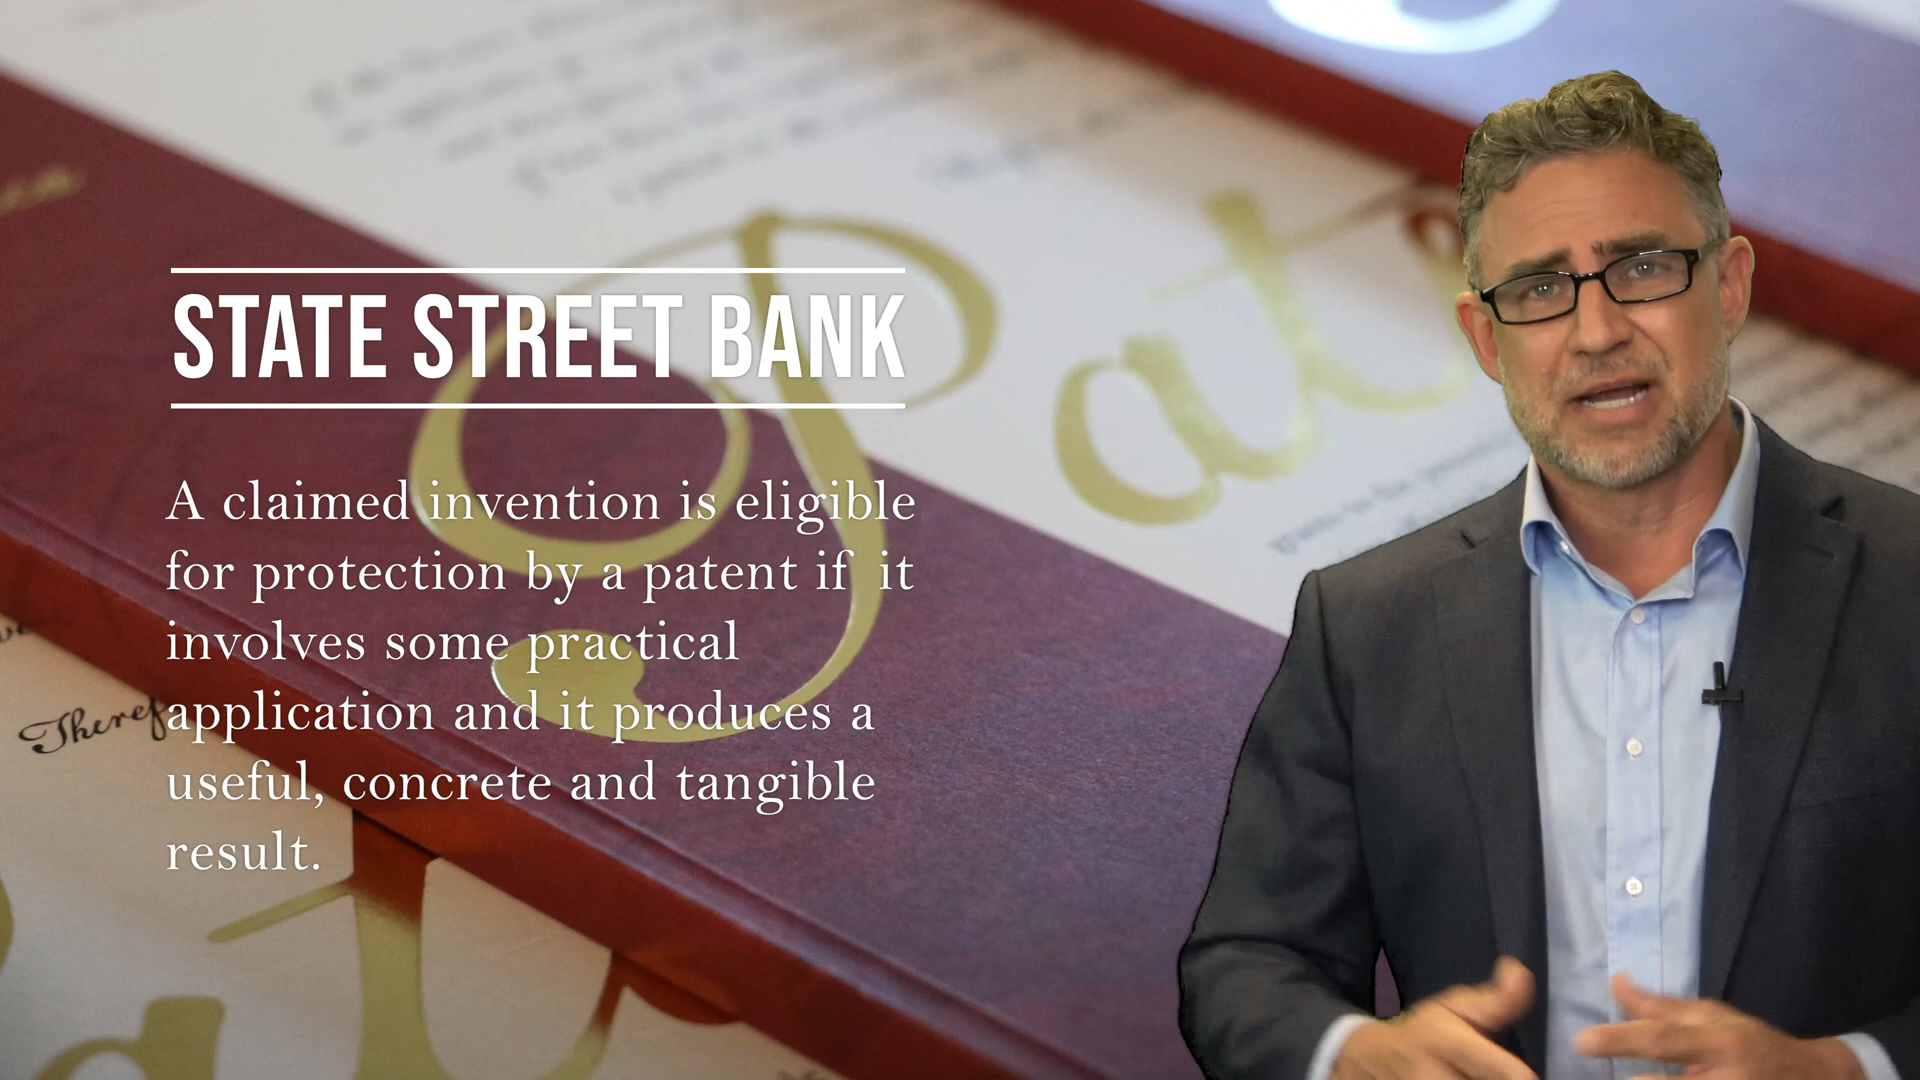 STATE STREET BANK
A claimed invention is eligible
for protection by a patent if it
involves some practical
application and it produces a
useful, concrete and tangible
result.